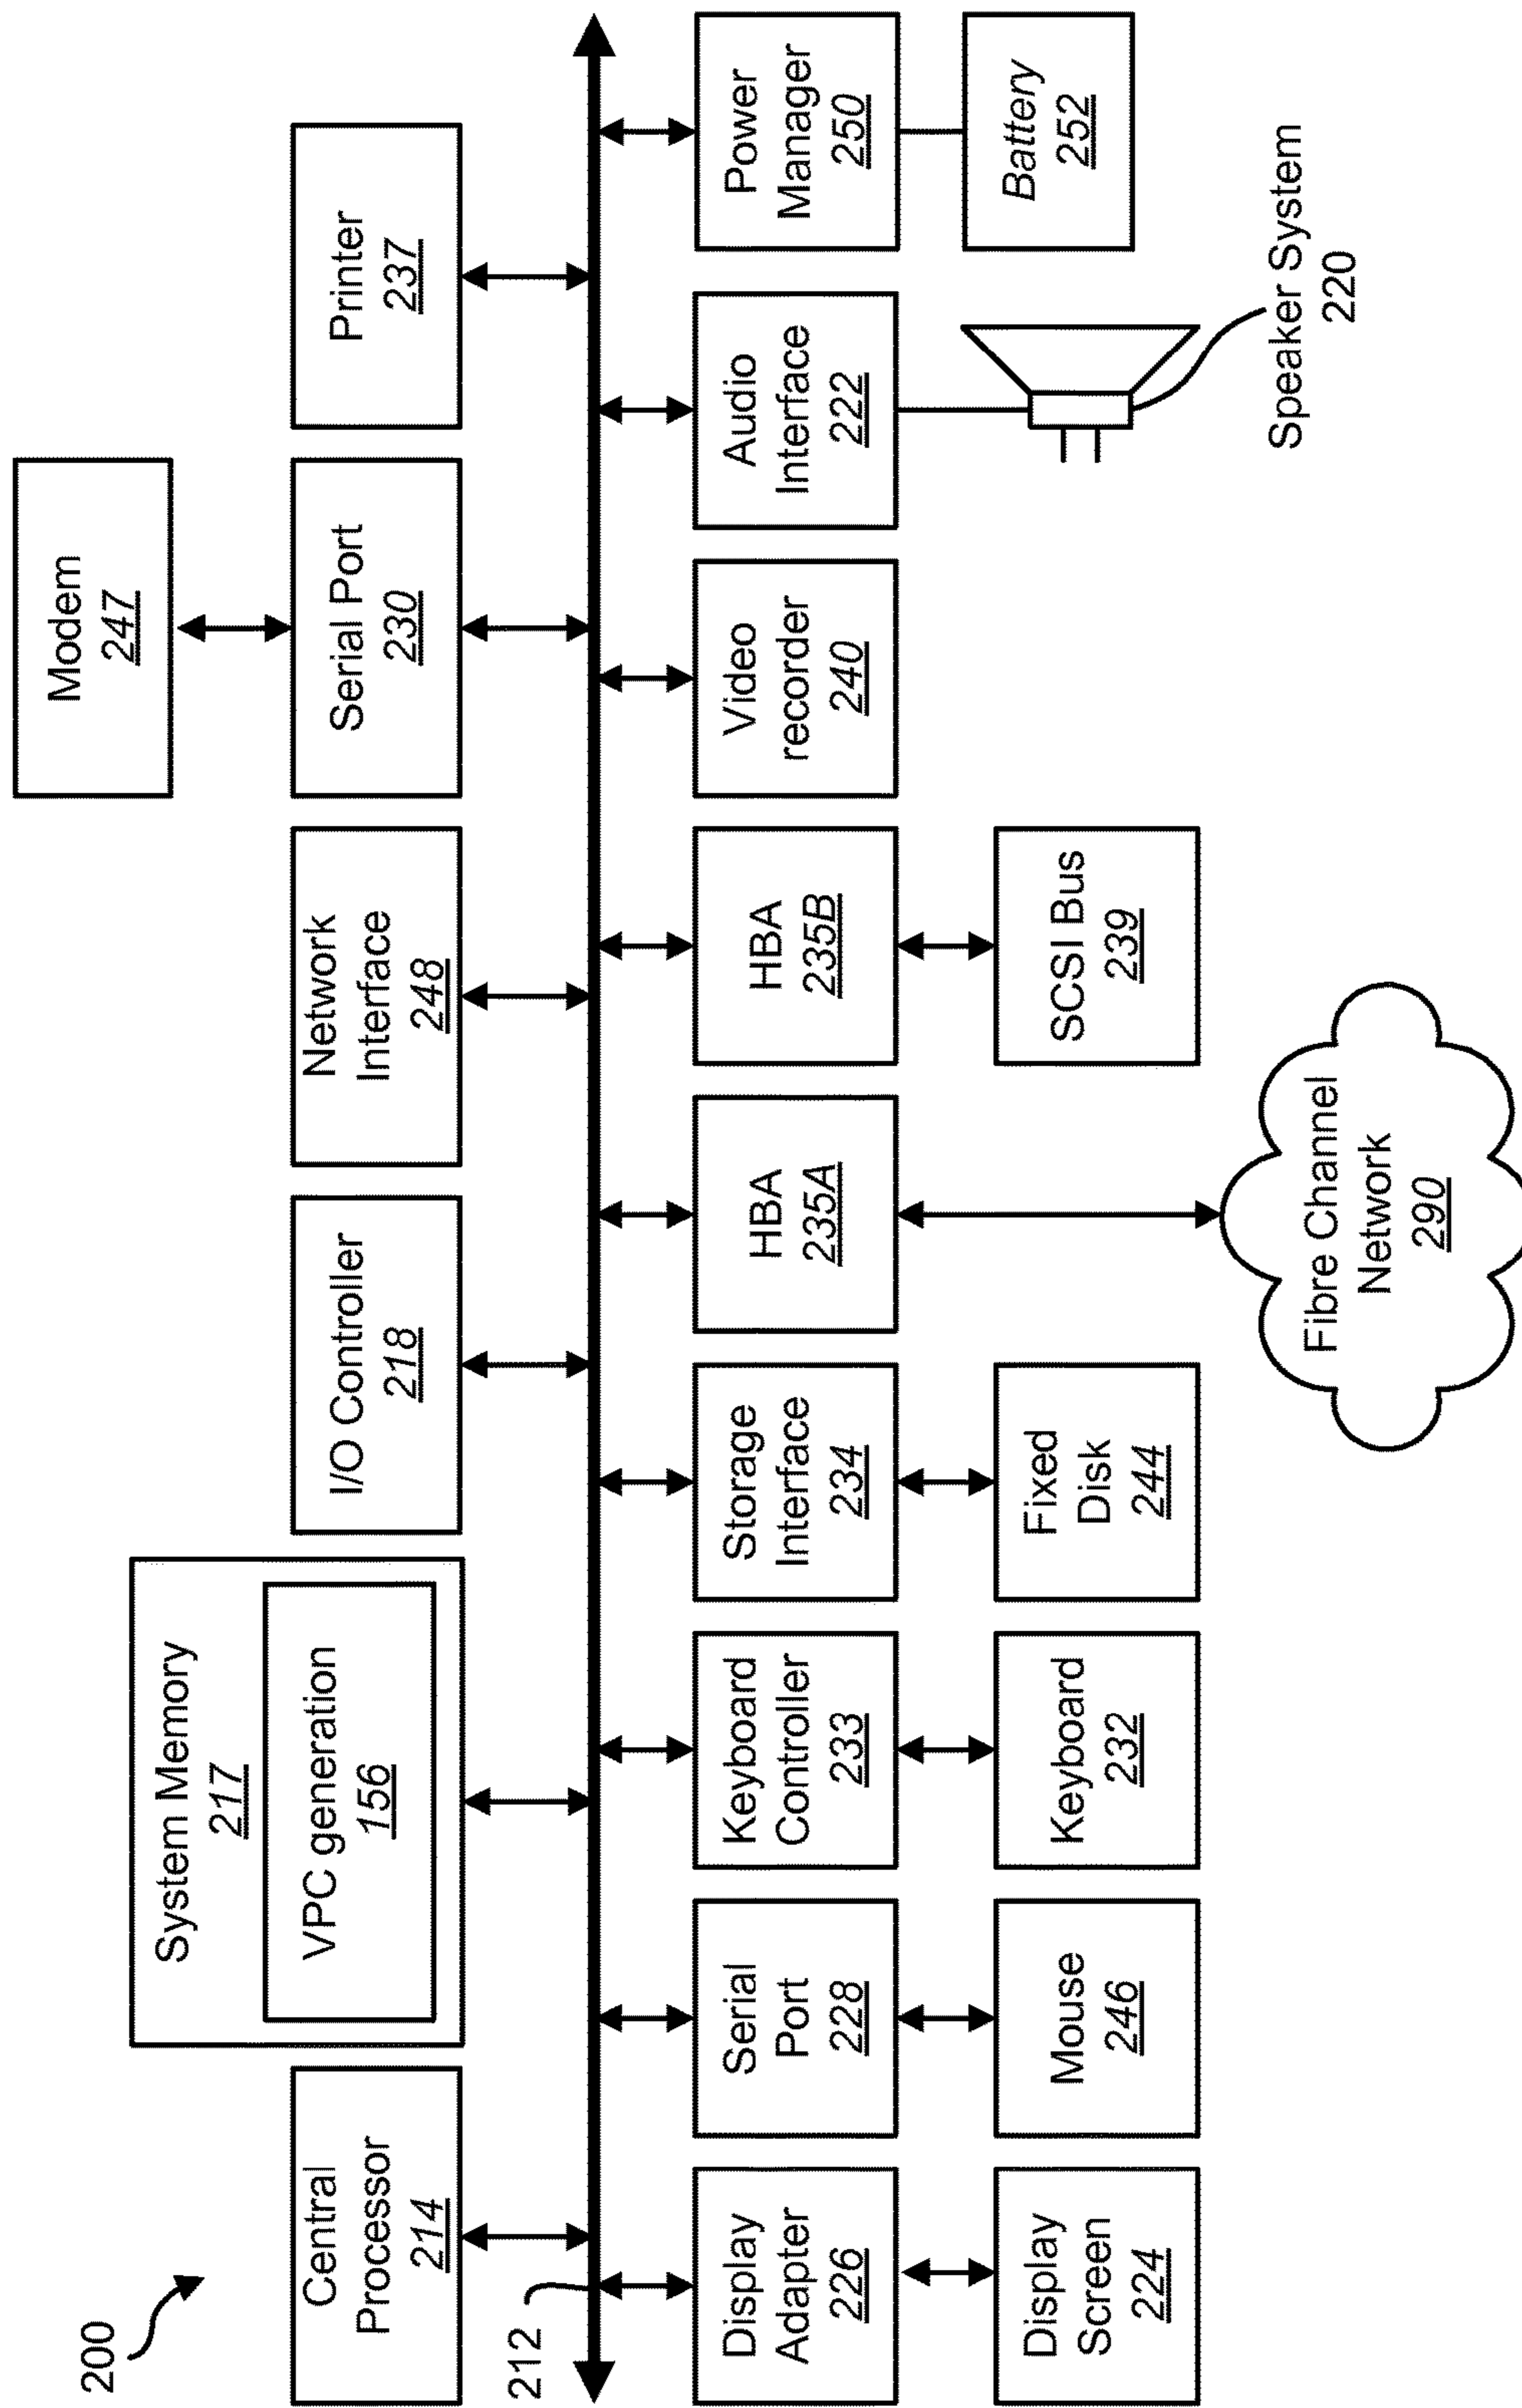 200
Central
Processor
214
System Memory
217
VPC generation
156
I/O Controller
218
Network
Interface
248
Modem
247
Serial Port
230
Printer
237
212
Display
Adapter
226
Serial
Port
228
Keyboard
Controller
233
Storage
Interface
234
HBA
235A
HBA
235B
Video
recorder
240
Audio
Interface
222
Power
Manager
250
Display
Screen
224
Mouse
246
Keyboard
232
Fixed
Disk
244
Fibre Channel
Network
290
SCSI Bus
239
Speaker System
220
Battery
252